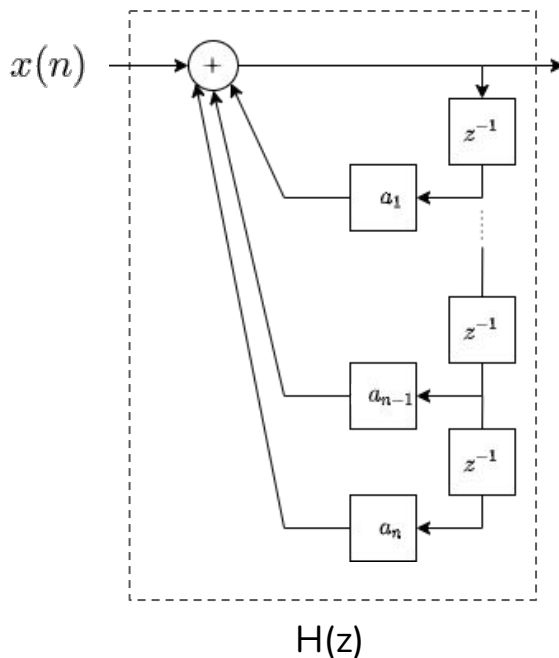 x(n)
+
z⁻¹
a₁
z⁻¹
aₙ₋₁
z⁻¹
aₙ
H(z)